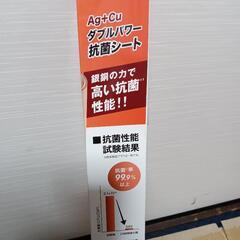 Ag+Cu
ダブルパワー
抗菌シート
銀銅の力で
高い抗菌
性能!!
■抗菌性能
試験結果
抗菌*率
99.9%
以上